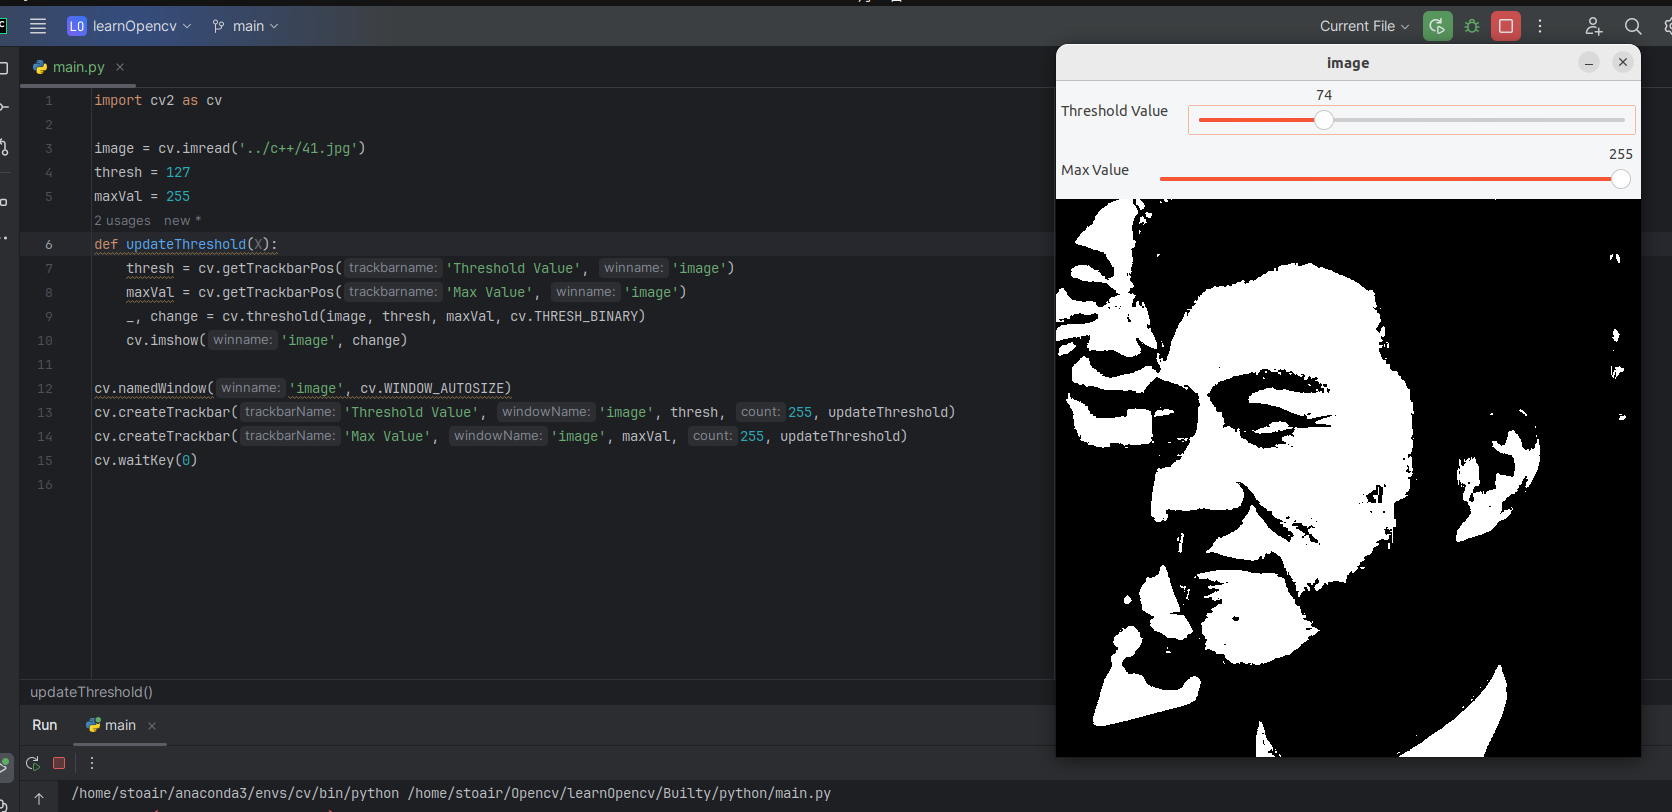 LO learnOpencv main Current File
main.py
1 import cv2 as cv
2
3 image = cv.imread('../c++/41.jpg')
4 thresh = 127
5 maxVal = 255
2 usages new *
6 def updateThreshold(X):
7 thresh = cv.getTrackbarPos( trackbarname: 'Threshold Value', winname: 'image')
8 maxVal = cv.getTrackbarPos( trackbarname: 'Max Value', winname: 'image')
9 _, change = cv.threshold(image, thresh, maxVal, cv.THRESH_BINARY)
10 cv.imshow( winname: 'image', change)
11
12 cv.namedWindow( winname: 'image', cv.WINDOW_AUTOSIZE)
13 cv.createTrackbar( trackbarName: 'Threshold Value', windowName: 'image', thresh, count: 255, updateThreshold)
14 cv.createTrackbar( trackbarName: 'Max Value', windowName: 'image', maxVal, count: 255, updateThreshold)
15 cv.waitKey(0)
16
updateThreshold()
Run main
/home/stoair/anaconda3/envs/cv/bin/python /home/stoair/Opencv/learnOpencv/Builty/python/main.py
image
74
Threshold Value
255
Max Value